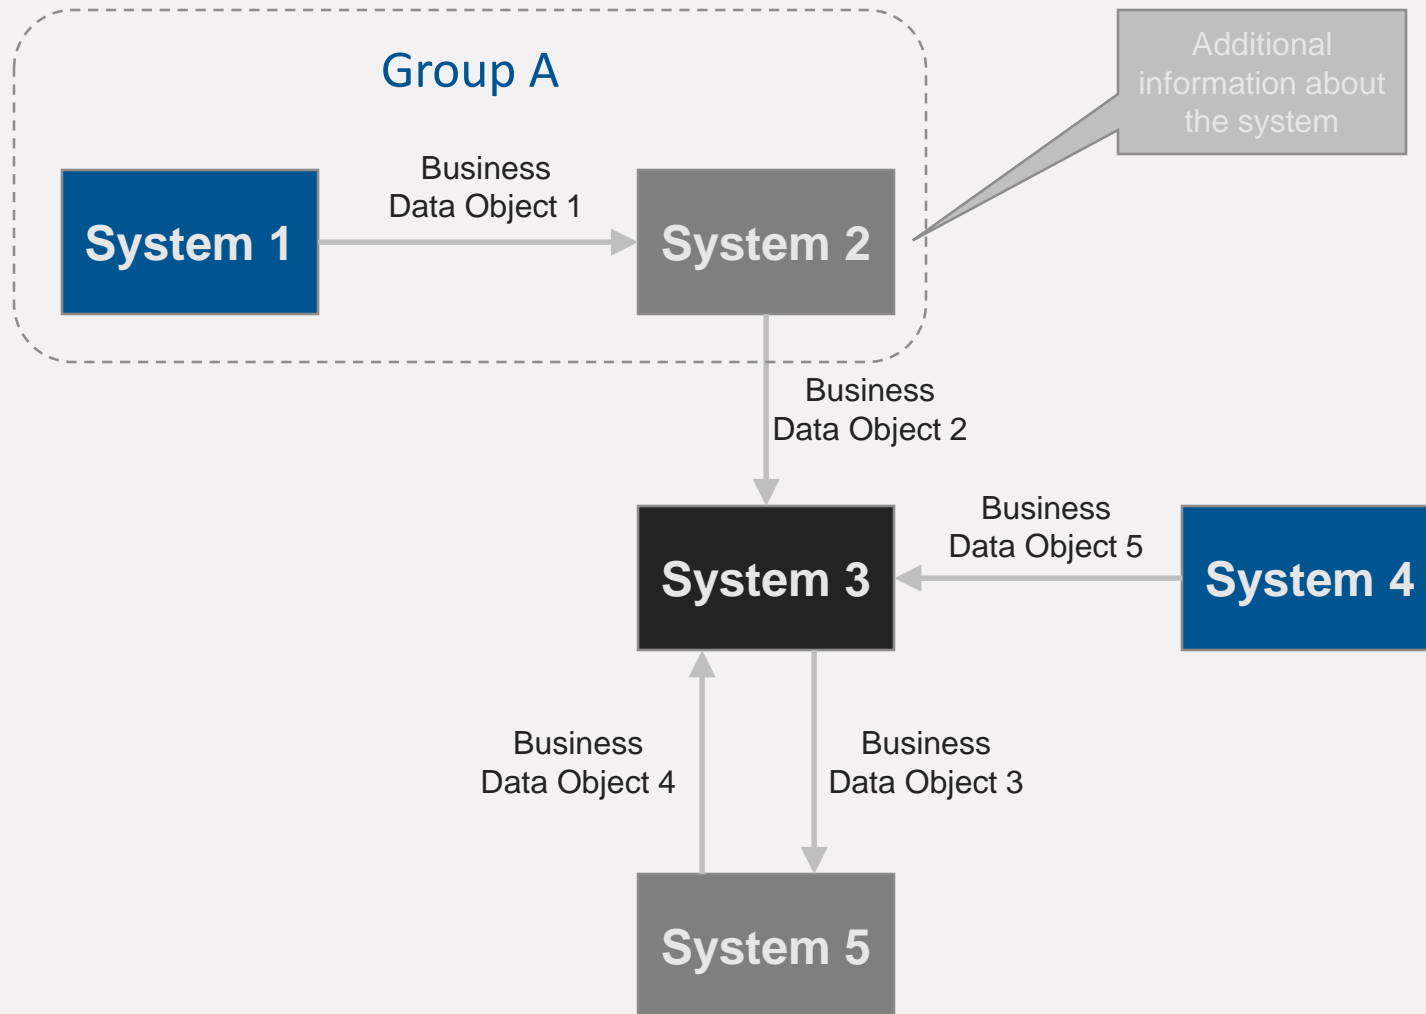 Group A
Additional
information about
the system
Business
Data Object 1
System 1
System 2
Business
Data Object 2
Business
Data Object 5
System 3
System 4
Business
Data Object 4
Business
Data Object 3
System 5